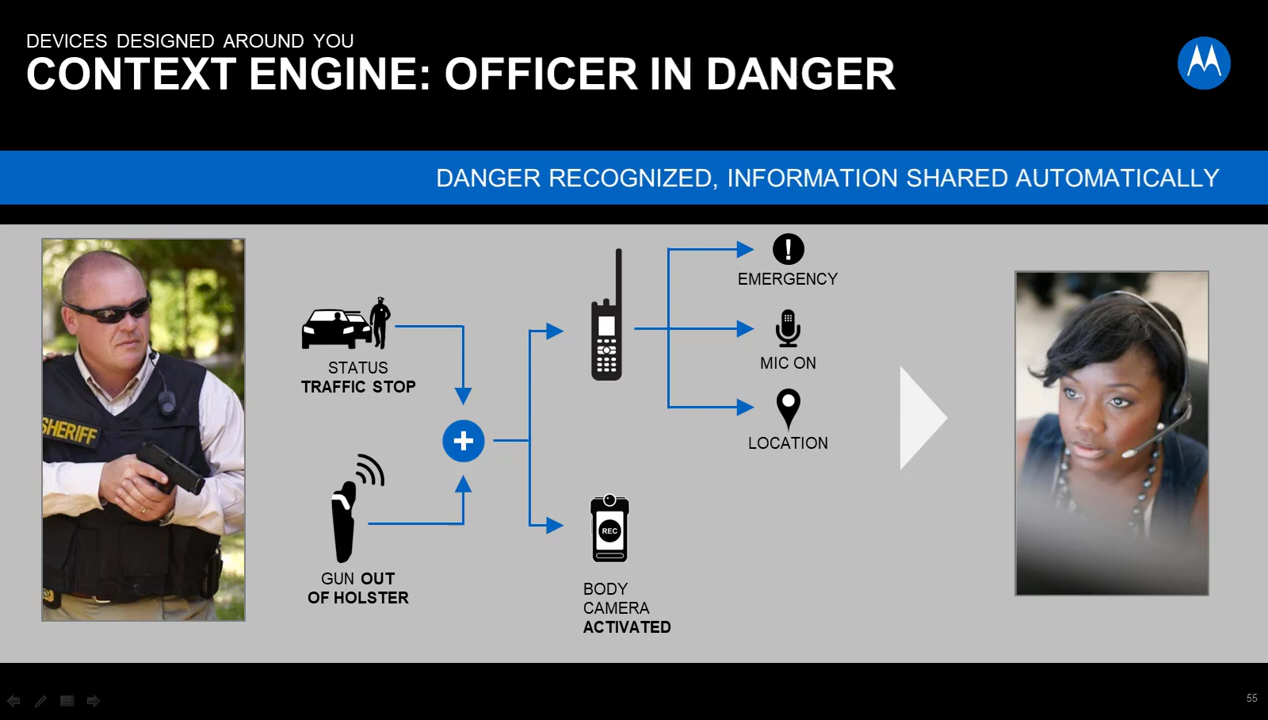 DEVICES DESIGNED AROUND YOU
CONTEXT ENGINE: OFFICER IN DANGER
DANGER RECOGNIZED, INFORMATION SHARED AUTOMATICALLY
SHERIFF
STATUS
TRAFFIC STOP
GUN OUT
OF HOLSTER
EMERGENCY
MIC ON
LOCATION
REC
BODY
CAMERA
ACTIVATED
55